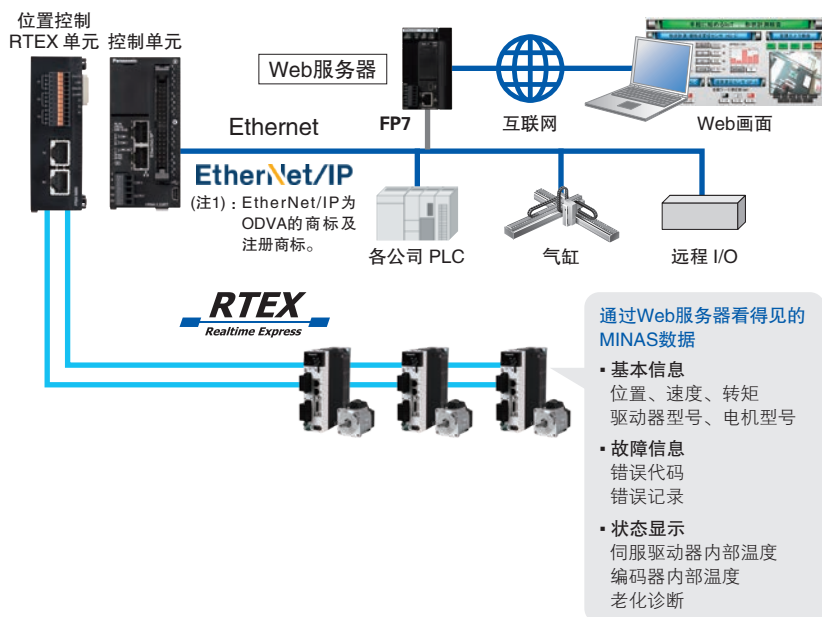 位置控制
RTEX 单元
控制单元
Panasonic
Web服务器
FP7
互联网
Web画面
Ethernet
EtherNet/IP
(注1)：EtherNet/IP为
ODVA的商标及
注册商标。
各公司 PLC
气缸
远程 I/O
RTEX
Realtime Express
通过Web服务器看得见的
MINAS数据
▪ 基本信息
位置、速度、转矩
驱动器型号、电机型号
▪ 故障信息
错误代码
错误记录
▪ 状态显示
伺服驱动器内部温度
编码器内部温度
老化诊断